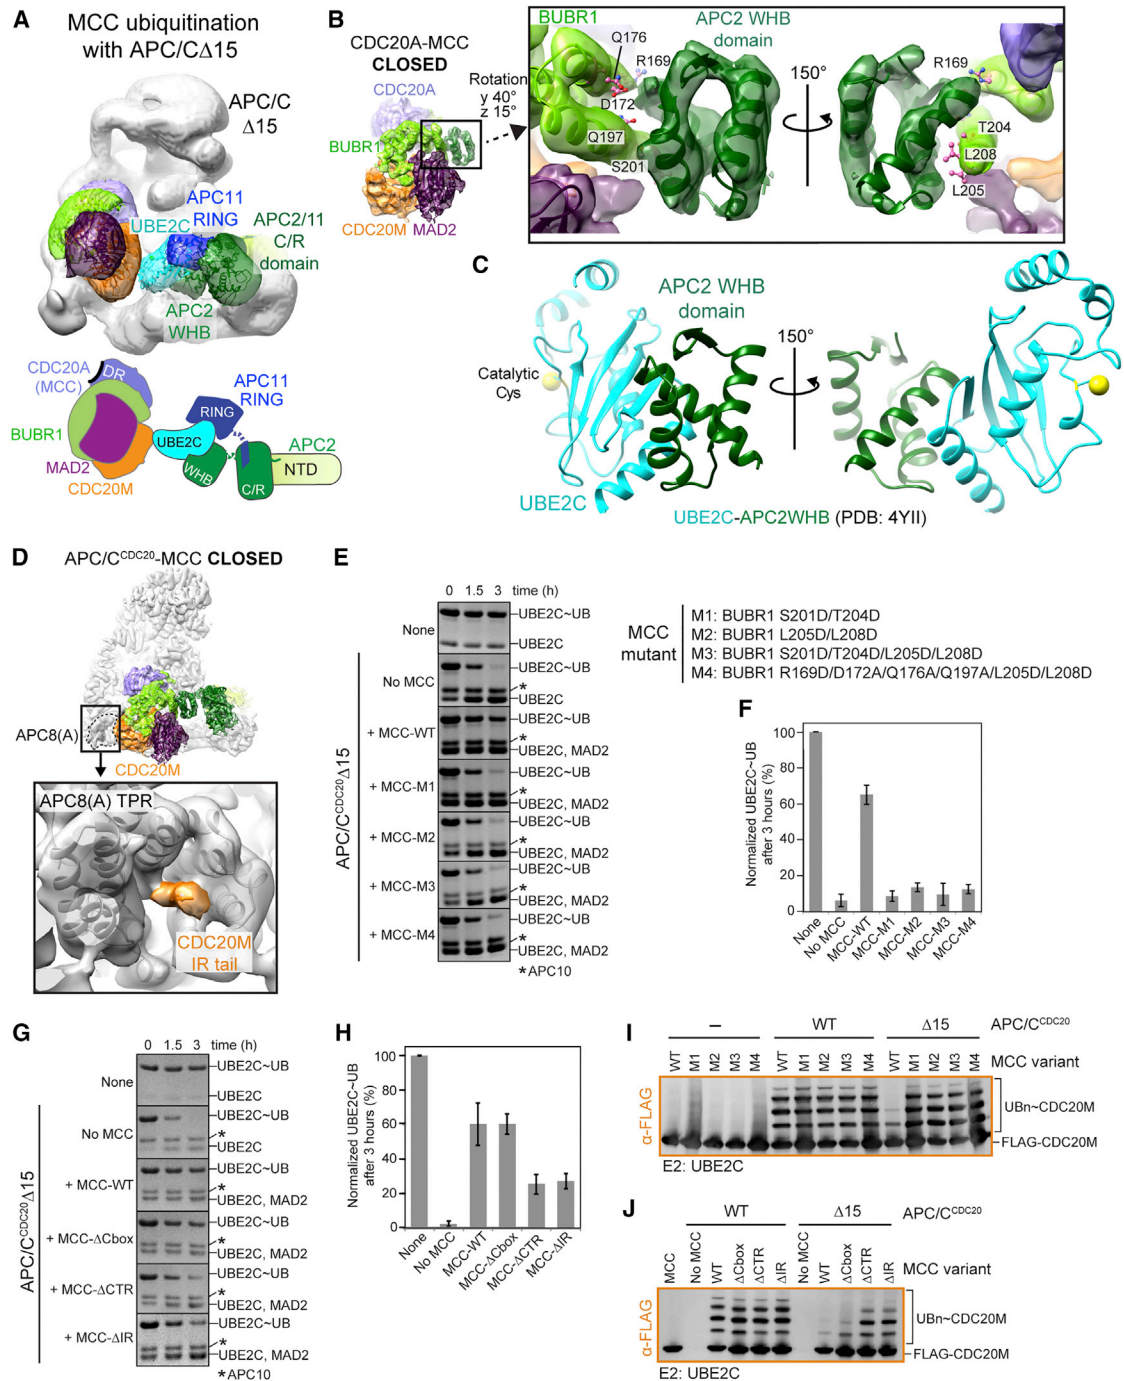 A
MCC ubiquitination
with APC/CΔ15
APC/C
Δ15
APC11
RING
UBE2C
APC2/11
C/R
domain
APC2
WHB
CDC20A
(MCC)
DR
APC11
RING
RING
BUBR1
UBE2C
APC2
MAD2
WHB
NTD
CDC20M
C/R
B
CDC20A-MCC
CLOSED
CDC20A
Rotation
y 40°
z 15°
BUBR1
CDC20M
MAD2
BUBR1
Q176
R169
D172
Q197
S201
APC2 WHB
domain
150°
R169
T204
L208
L205
C
APC2 WHB
domain
150°
Catalytic
Cys
UBE2C
UBE2C-APC2WHB (PDB: 4YII)
D
APC/C^CDC20-MCC CLOSED
APC8(A)
CDC20M
APC8(A) TPR
CDC20M
IR tail
E
0 1.5 3 time (h)
None
UBE2C~UB
UBE2C
APC/C^CDC20Δ15
No MCC
UBE2C~UB
*
UBE2C
+ MCC-WT
UBE2C~UB
*
UBE2C, MAD2
+ MCC-M1
UBE2C~UB
*
UBE2C, MAD2
+ MCC-M2
UBE2C~UB
*
UBE2C, MAD2
+ MCC-M3
UBE2C~UB
*
UBE2C, MAD2
+ MCC-M4
UBE2C~UB
*
UBE2C, MAD2
*APC10
MCC
mutant
M1: BUBR1 S201D/T204D
M2: BUBR1 L205D/L208D
M3: BUBR1 S201D/T204D/L205D/L208D
M4: BUBR1 R169D/D172A/Q176A/Q197A/L205D/L208D
F
Normalized UBE2C~UB
after 3 hours (%)
100
80
60
40
20
0
None
No MCC
MCC-WT
MCC-M1
MCC-M2
MCC-M3
MCC-M4
G
0 1.5 3 time (h)
None
UBE2C~UB
UBE2C
APC/C^CDC20Δ15
No MCC
UBE2C~UB
*
UBE2C
+ MCC-WT
UBE2C~UB
*
UBE2C, MAD2
+ MCC-ΔCbox
UBE2C~UB
*
UBE2C, MAD2
+ MCC-ΔCTR
UBE2C~UB
*
UBE2C, MAD2
+ MCC-ΔIR
UBE2C~UB
*
UBE2C, MAD2
*APC10
H
Normalized UBE2C~UB
after 3 hours (%)
100
80
60
40
20
0
None
No MCC
MCC-WT
MCC-ΔCbox
MCC-ΔCTR
MCC-ΔIR
I
– WT Δ15 APC/C^CDC20
WT M1 M2 M3 M4 WT M1 M2 M3 M4 WT M1 M2 M3 M4 MCC variant
α-FLAG
UBn~CDC20M
FLAG-CDC20M
E2: UBE2C
J
WT Δ15 APC/C^CDC20
MCC No MCC WT ΔCbox ΔCTR ΔIR No MCC WT ΔCbox ΔCTR ΔIR MCC variant
α-FLAG
UBn~CDC20M
FLAG-CDC20M
E2: UBE2C